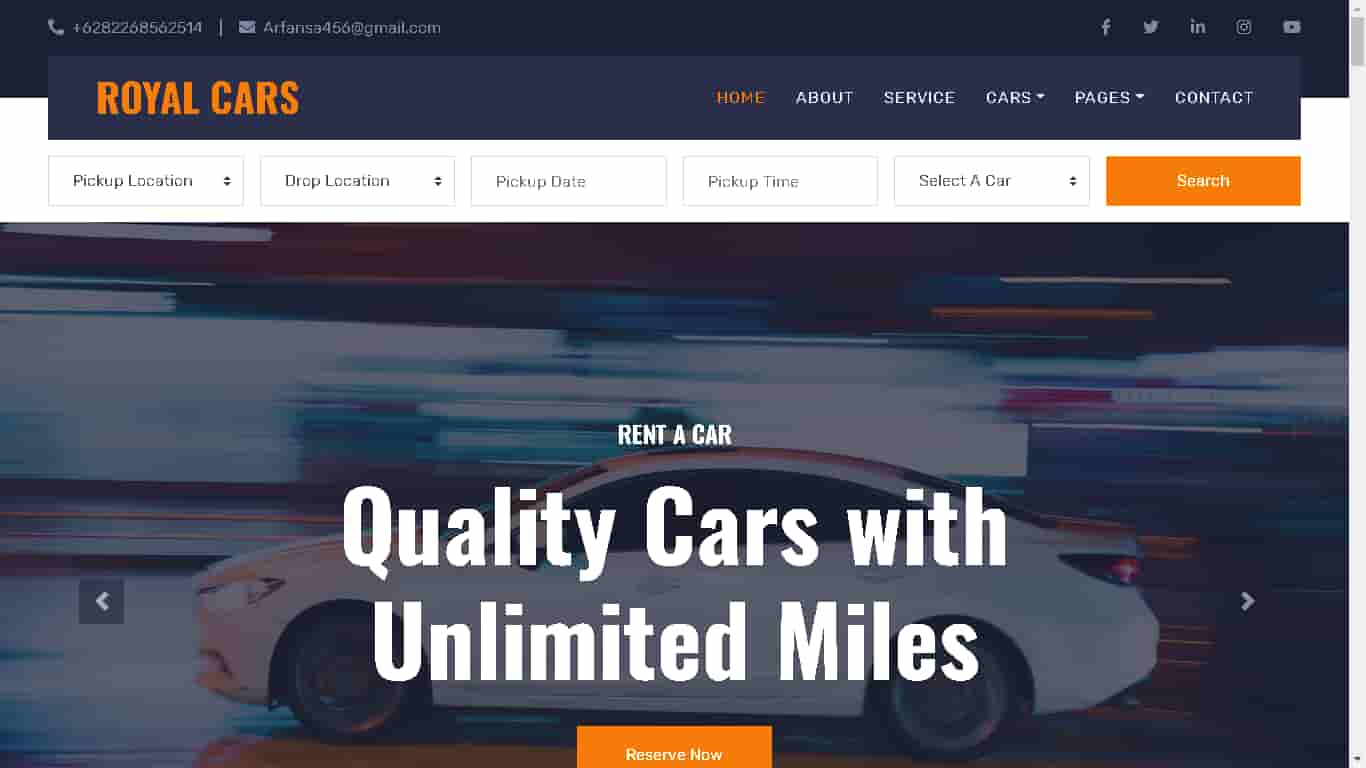 +6282268562514 | Arfansa456@gmail.com
ROYAL CARS
HOME ABOUT SERVICE CARS PAGES CONTACT
Pickup Location Drop Location Pickup Date Pickup Time Select A Car Search
RENT A CAR
Quality Cars with
Unlimited Miles
Reserve Now